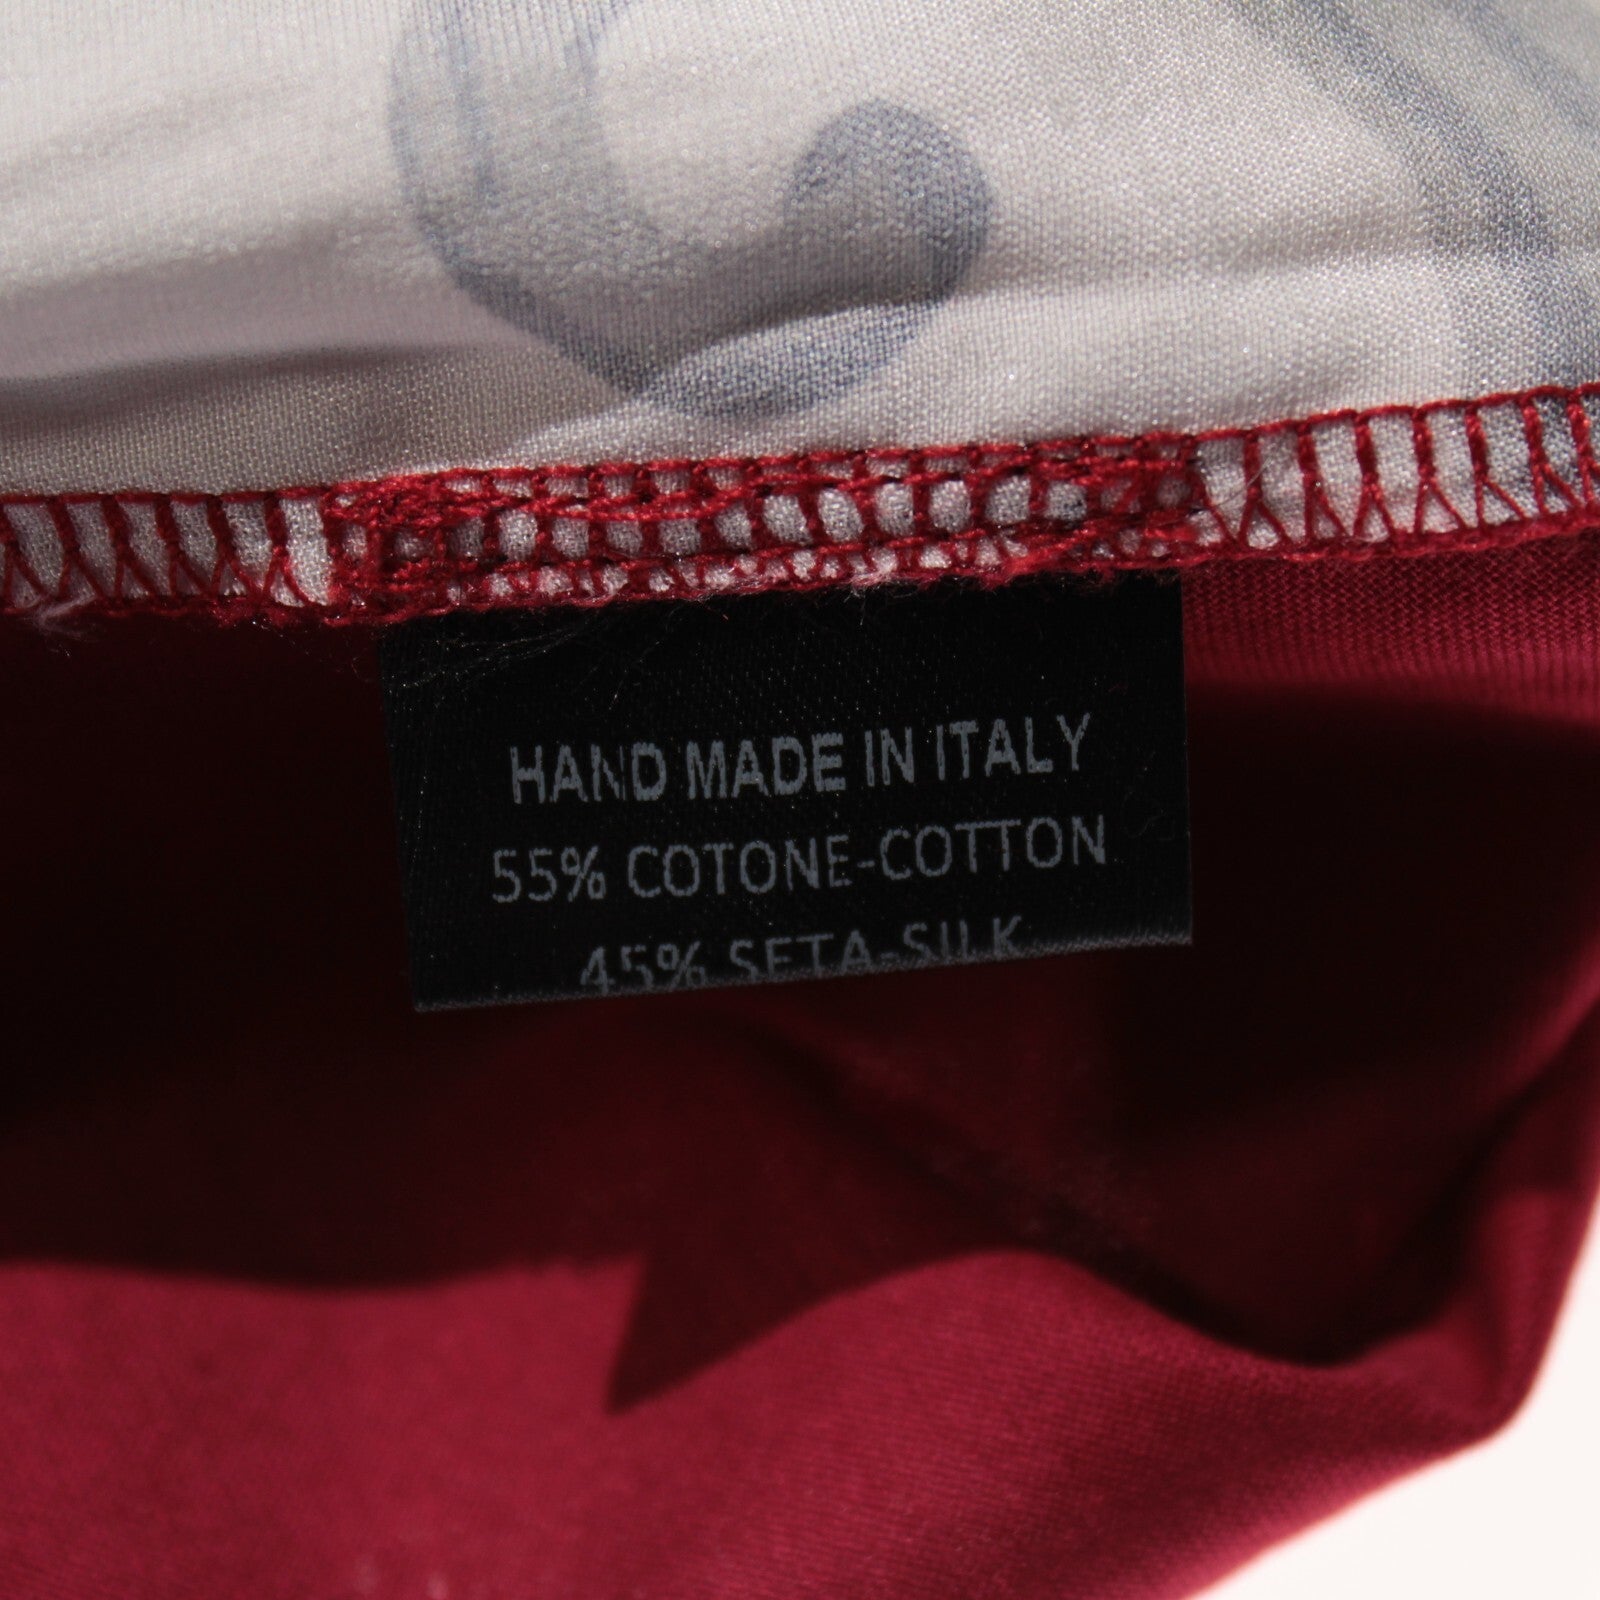 HAND MADE IN ITALY
55% COTONE-COTTON
45% SETA-SILK